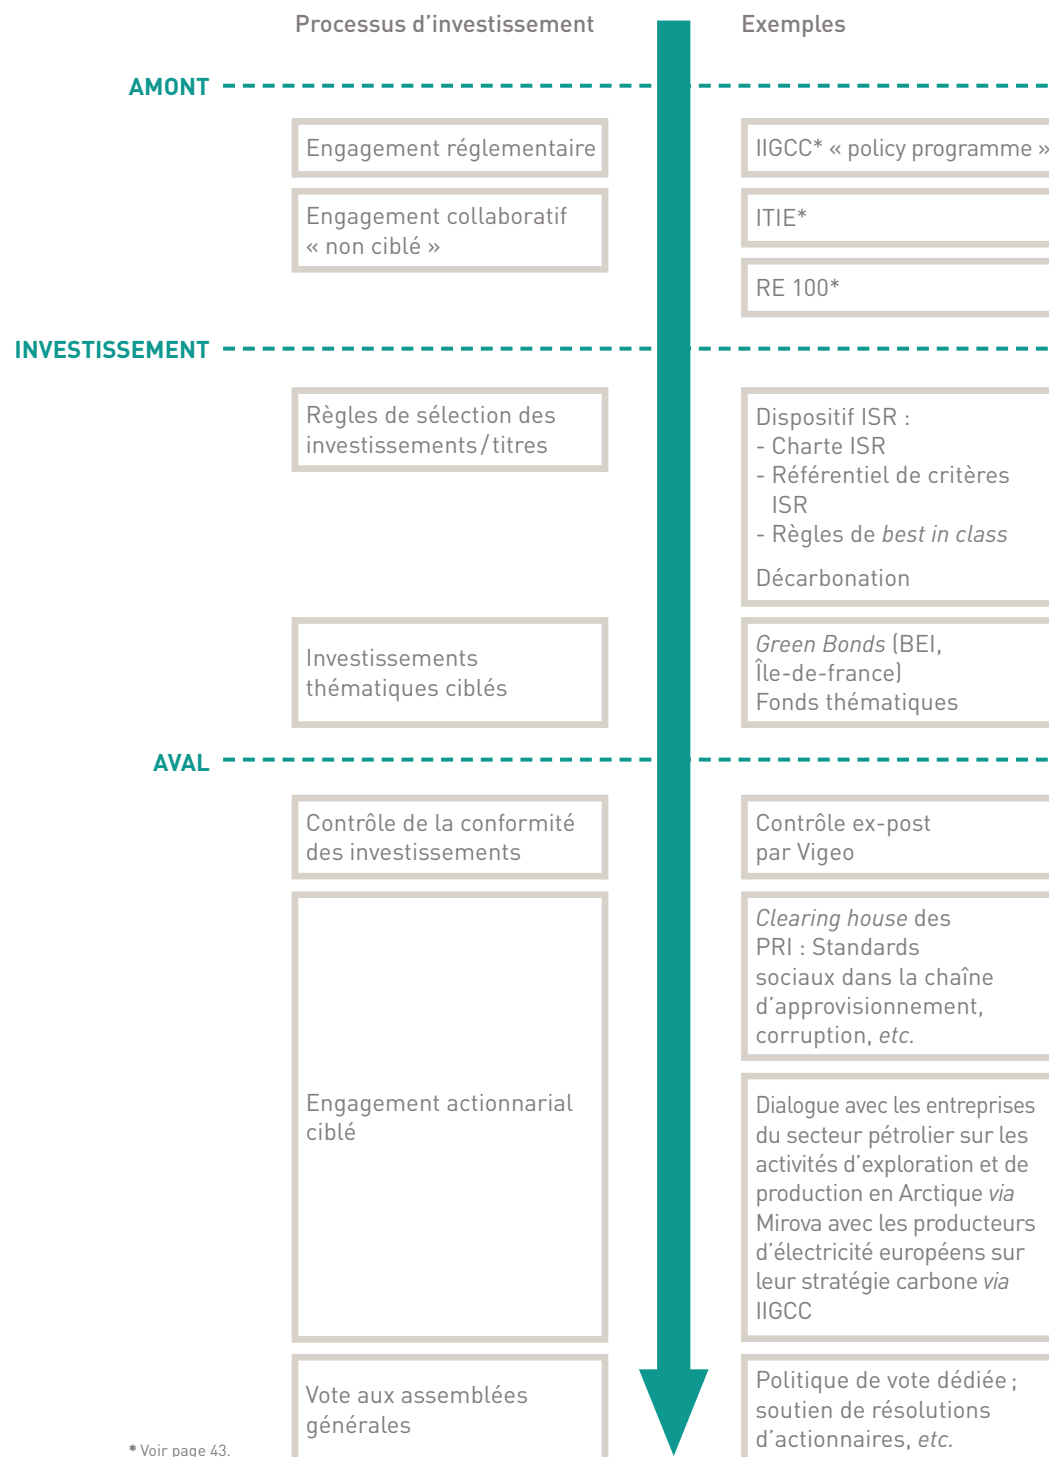 Processus d’investissement
Exemples
AMONT
Engagement réglementaire
IIGCC* « policy programme »
Engagement collaboratif
« non ciblé »
ITIE*
RE 100*
INVESTISSEMENT
Règles de sélection des
investissements/titres
Dispositif ISR :
- Charte ISR
- Référentiel de critères
ISR
- Règles de best in class
Décarbonation
Investissements
thématiques ciblés
Green Bonds (BEI,
Île-de-france)
Fonds thématiques
AVAL
Contrôle de la conformité
des investissements
Contrôle ex-post
par Vigeo
Engagement actionnarial
ciblé
Clearing house des
PRI : Standards
sociaux dans la chaîne
d’approvisionnement,
corruption, etc.
Dialogue avec les entreprises
du secteur pétrolier sur les
activités d’exploration et de
production en Arctique via
Mirova avec les producteurs
d’électricité européens sur
leur stratégie carbone via
IIGCC
Vote aux assemblées
générales
Politique de vote dédiée ;
soutien de résolutions
d’actionnaires, etc.
* Voir page 43.